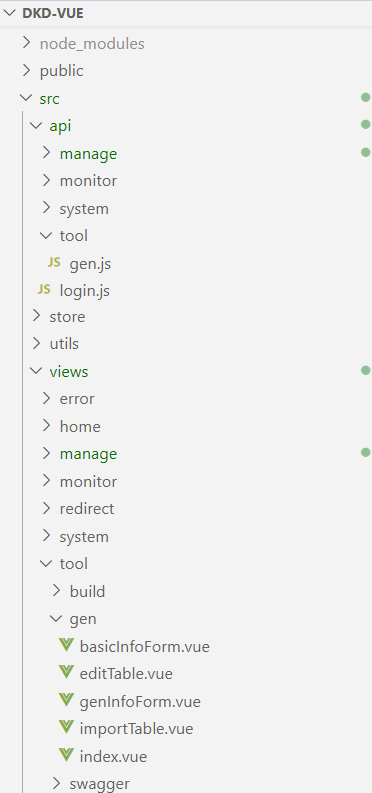 DKD-VUE
node_modules
public
src
api
manage
monitor
system
tool
JS gen.js
JS login.js
store
utils
views
error
home
manage
monitor
redirect
system
tool
build
gen
basicInfoForm.vue
editTable.vue
genInfoForm.vue
importTable.vue
index.vue
swagger